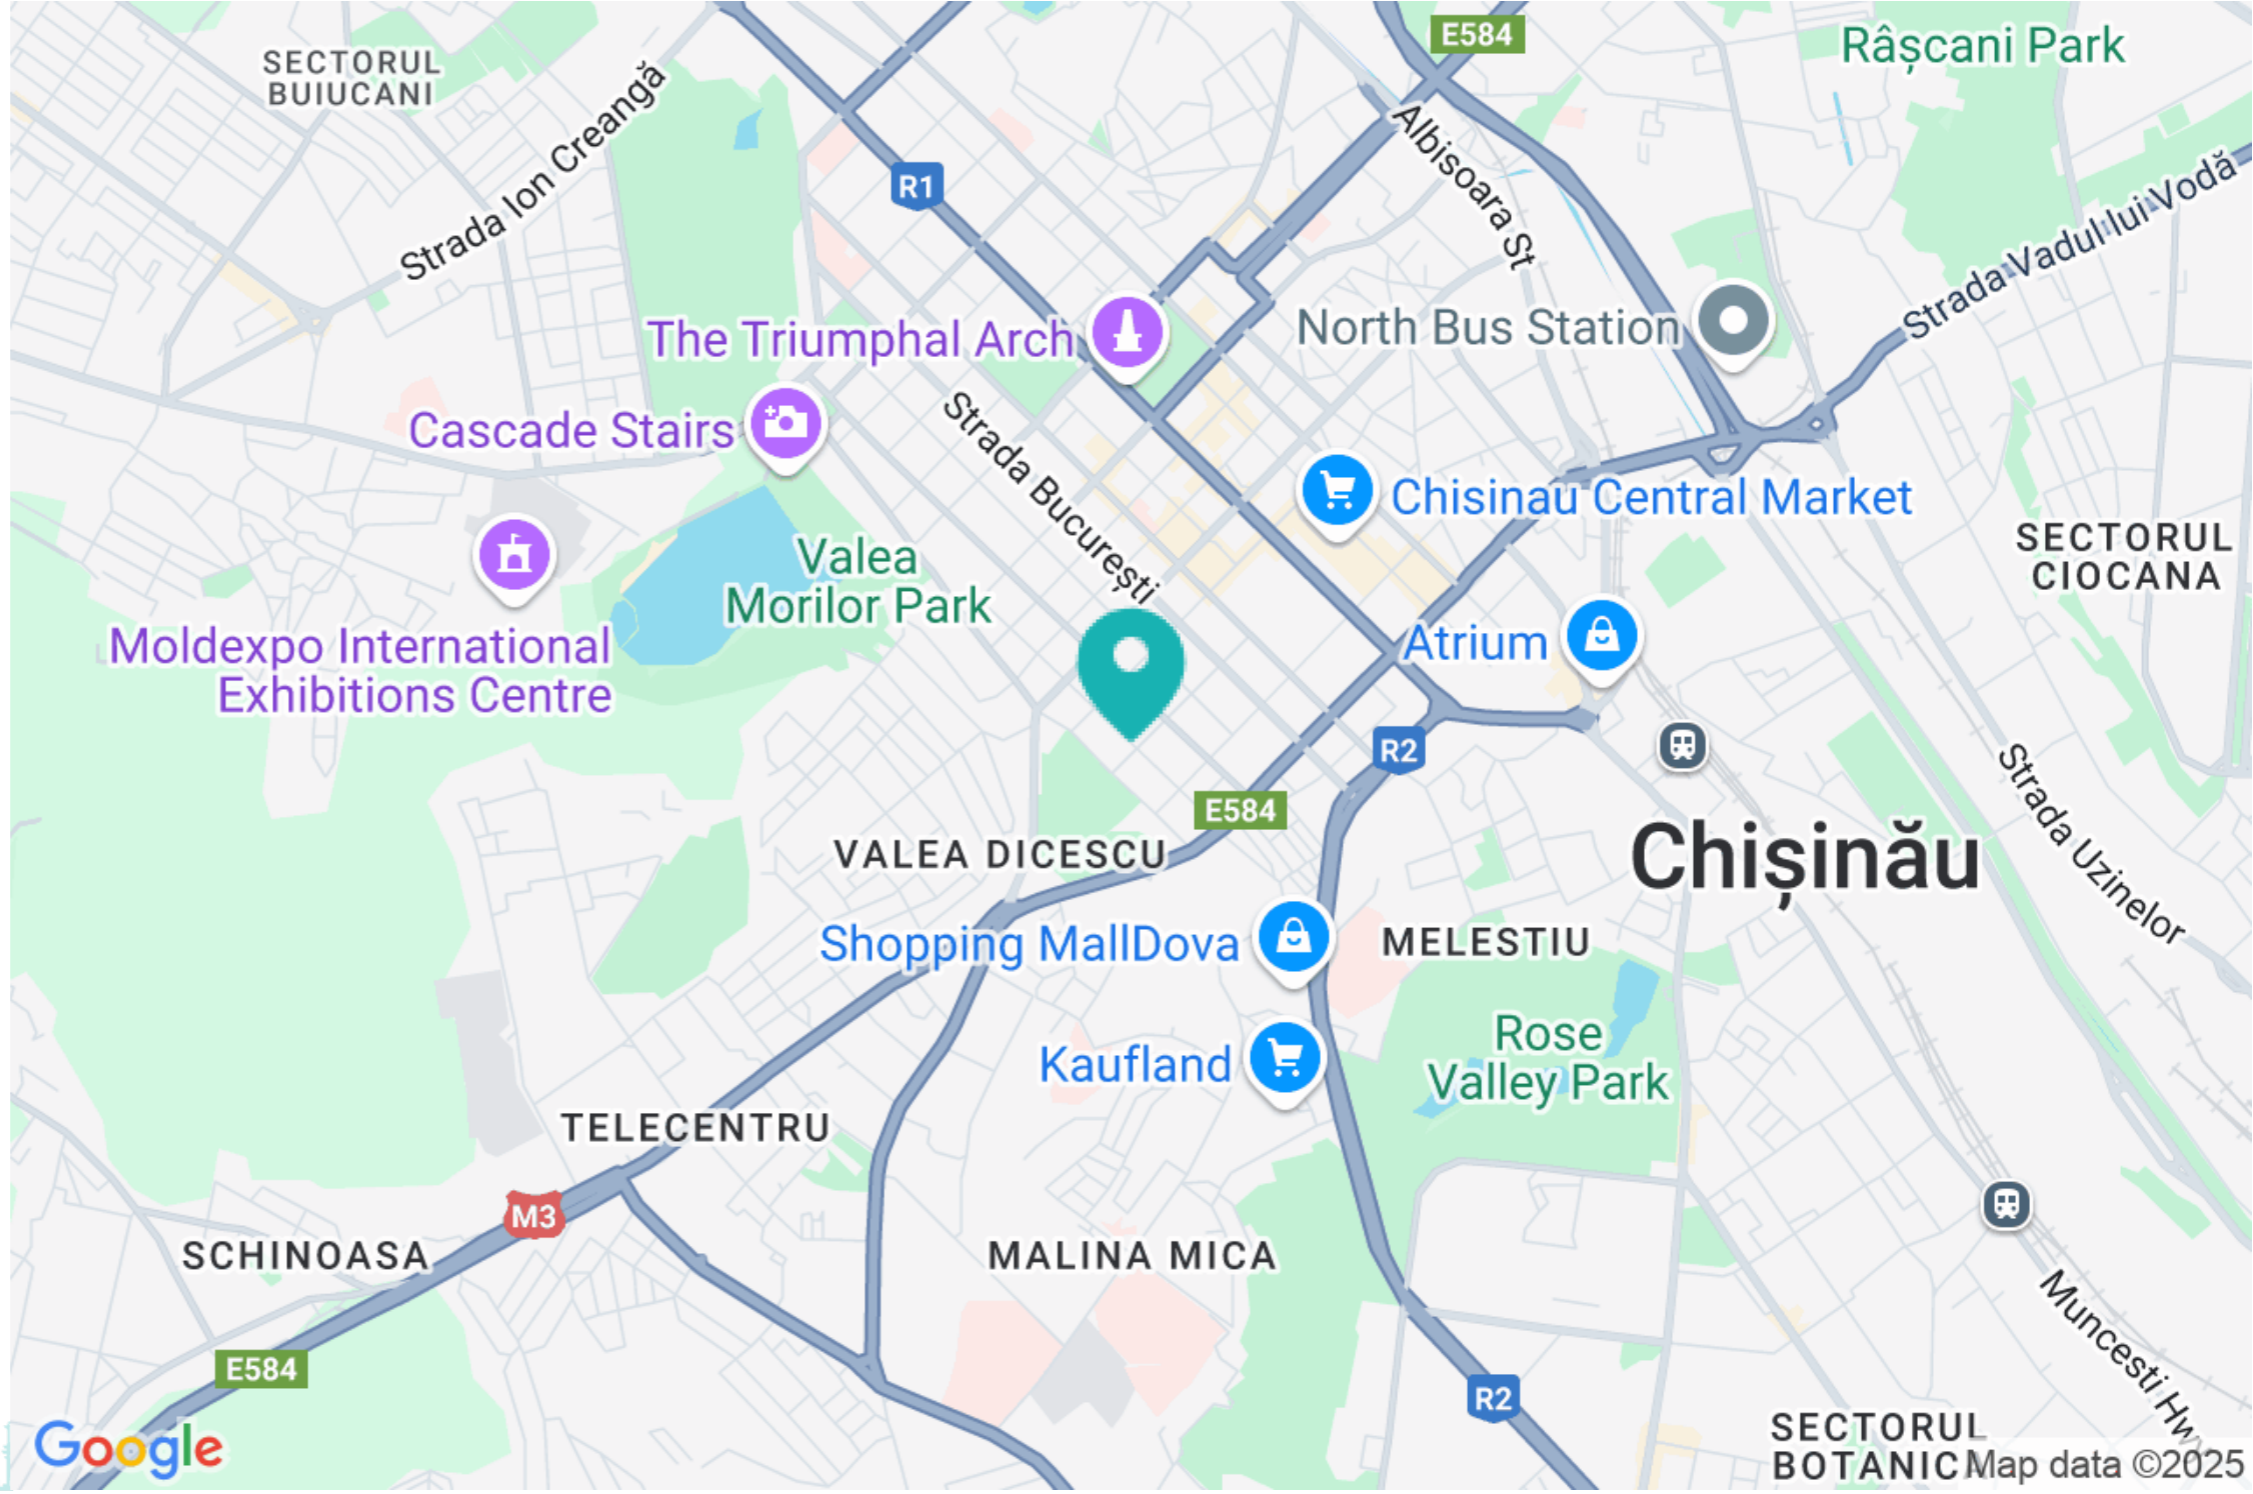 E584
Râșcani Park
SECTORUL
BUIUCANI
Strada Ion Creangă
Albisoara St
R1
Strada Vadul lui Vodă
North Bus Station
The Triumphal Arch
Cascade Stairs
Strada București
Chisinau Central Market
SECTORUL
CIOCANA
Valea
Morilor Park
Moldexpo International
Exhibitions Centre
Atrium
R2
E584
VALEA DICESCU
Chișinău
Strada Uzinelor
Shopping MallDova
MELESTIU
Kaufland
Rose
Valley Park
TELECENTRU
M3
SCHINOASA
MALINA MICA
E584
R2
Muncesti Hwy
SECTORUL
BOTANIC
Google
Map data ©2025